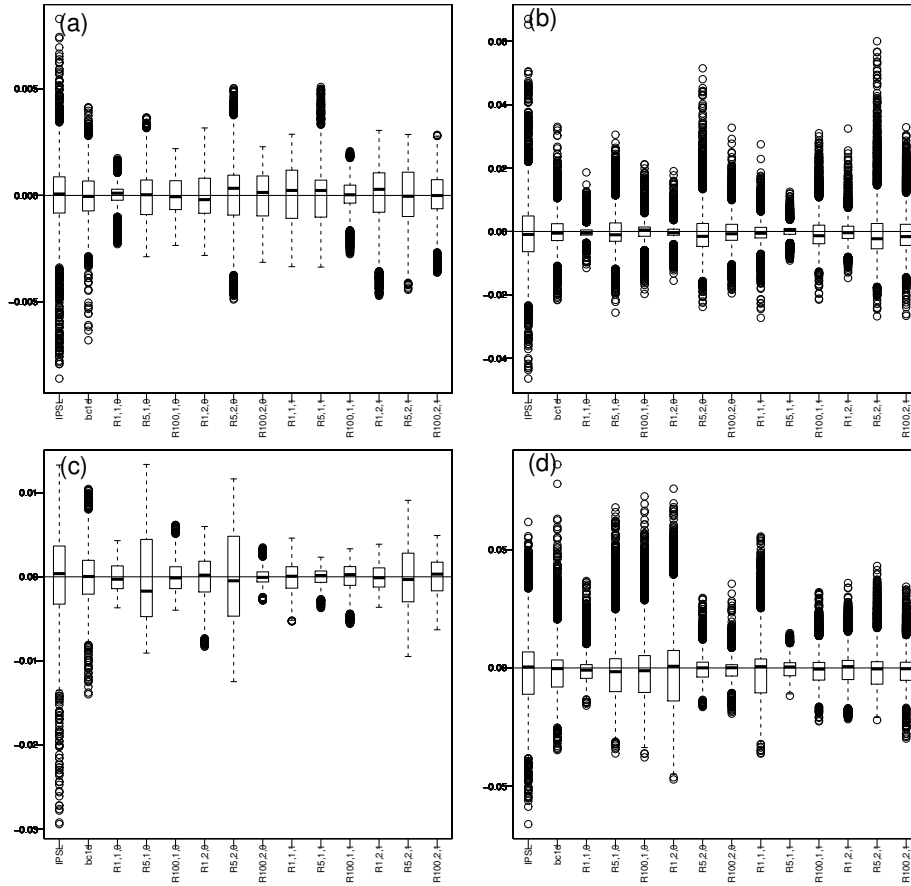 (a)
0.005
0.000
−0.005
IPSL
bc1d
R1,1,0
R5,1,0
R100,1,0
R1,2,0
R5,2,0
R100,2,0
R1,1,1
R5,1,1
R100,1,1
R1,2,1
R5,2,1
R100,2,1
(b)
0.06
0.04
0.02
0.00
−0.02
−0.04
IPSL
bc1d
R1,1,0
R5,1,0
R100,1,0
R1,2,0
R5,2,0
R100,2,0
R1,1,1
R5,1,1
R100,1,1
R1,2,1
R5,2,1
R100,2,1
(c)
0.01
0.00
−0.01
−0.02
−0.03
IPSL
bc1d
R1,1,0
R5,1,0
R100,1,0
R1,2,0
R5,2,0
R100,2,0
R1,1,1
R5,1,1
R100,1,1
R1,2,1
R5,2,1
R100,2,1
(d)
0.05
0.00
−0.05
IPSL
bc1d
R1,1,0
R5,1,0
R100,1,0
R1,2,0
R5,2,0
R100,2,0
R1,1,1
R5,1,1
R100,1,1
R1,2,1
R5,2,1
R100,2,1